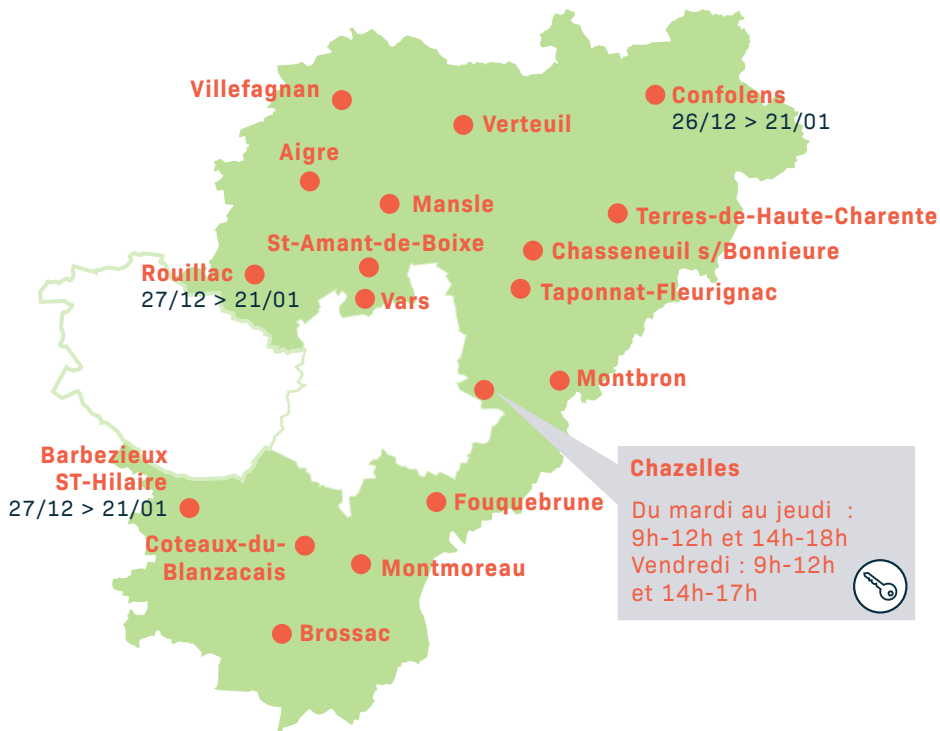 Villefagnan
Confolens
26/12 > 21/01
Verteuil
Aigre
Mansle
Terres-de-Haute-Charente
St-Amant-de-Boixe
Chasseneuil s/Bonnieure
Rouillac
27/12 > 21/01
Vars
Taponnat-Fleurignac
Montbron
Barbezieux
ST-Hilaire
27/12 > 21/01
Chazelles
Du mardi au jeudi :
9h-12h et 14h-18h
Vendredi : 9h-12h
et 14h-17h
Fouquebrune
Coteaux-du-
Blanzacais
Montmoreau
Brossac